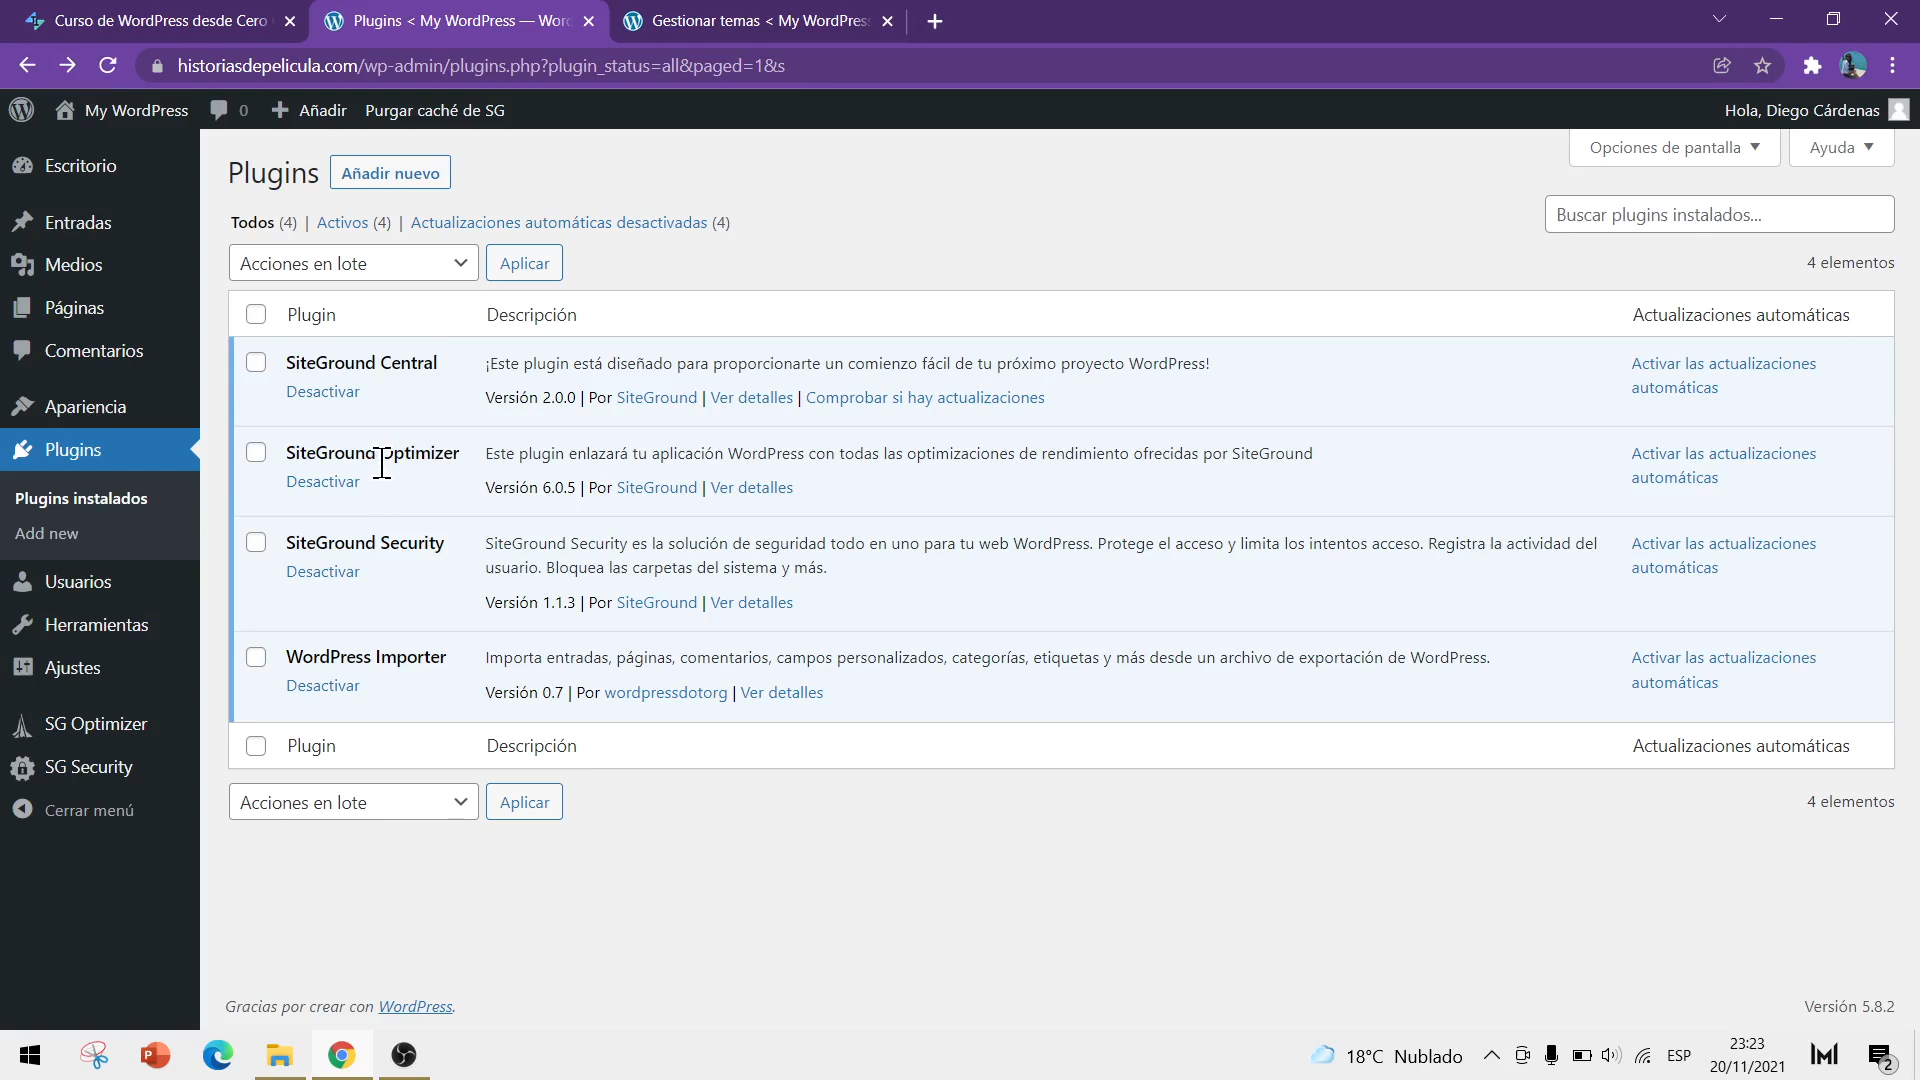 Curso de WordPress desde Cero
Plugins < My WordPress — Wor
Gestionar temas < My WordPress
historiasdepelicula.com/wp-admin/plugins.php?plugin_status=all&paged=1&s
My WordPress
0
Añadir
Purgar caché de SG
Hola, Diego Cárdenas
Escritorio
Entradas
Medios
Páginas
Comentarios
Apariencia
Plugins
Plugins instalados
Add new
Usuarios
Herramientas
Ajustes
SG Optimizer
SG Security
Cerrar menú
Opciones de pantalla
Ayuda
Plugins
Añadir nuevo
Todos (4) | Activos (4) | Actualizaciones automáticas desactivadas (4)
Buscar plugins instalados...
Acciones en lote
Aplicar
4 elementos
Plugin
Descripción
Actualizaciones automáticas
SiteGround Central
Desactivar
¡Este plugin está diseñado para proporcionarte un comienzo fácil de tu próximo proyecto WordPress!
Versión 2.0.0 | Por SiteGround | Ver detalles | Comprobar si hay actualizaciones
Activar las actualizaciones
automáticas
SiteGround Optimizer
Desactivar
Este plugin enlazará tu aplicación WordPress con todas las optimizaciones de rendimiento ofrecidas por SiteGround
Versión 6.0.5 | Por SiteGround | Ver detalles
Activar las actualizaciones
automáticas
SiteGround Security
Desactivar
SiteGround Security es la solución de seguridad todo en uno para tu web WordPress. Protege el acceso y limita los intentos acceso. Registra la actividad del
usuario. Bloquea las carpetas del sistema y más.
Versión 1.1.3 | Por SiteGround | Ver detalles
Activar las actualizaciones
automáticas
WordPress Importer
Desactivar
Importa entradas, páginas, comentarios, campos personalizados, categorías, etiquetas y más desde un archivo de exportación de WordPress.
Versión 0.7 | Por wordpressdotorg | Ver detalles
Activar las actualizaciones
automáticas
Plugin
Descripción
Actualizaciones automáticas
Acciones en lote
Aplicar
4 elementos
Gracias por crear con WordPress.
Versión 5.8.2
18°C Nublado
ESP
23:23
20/11/2021
2